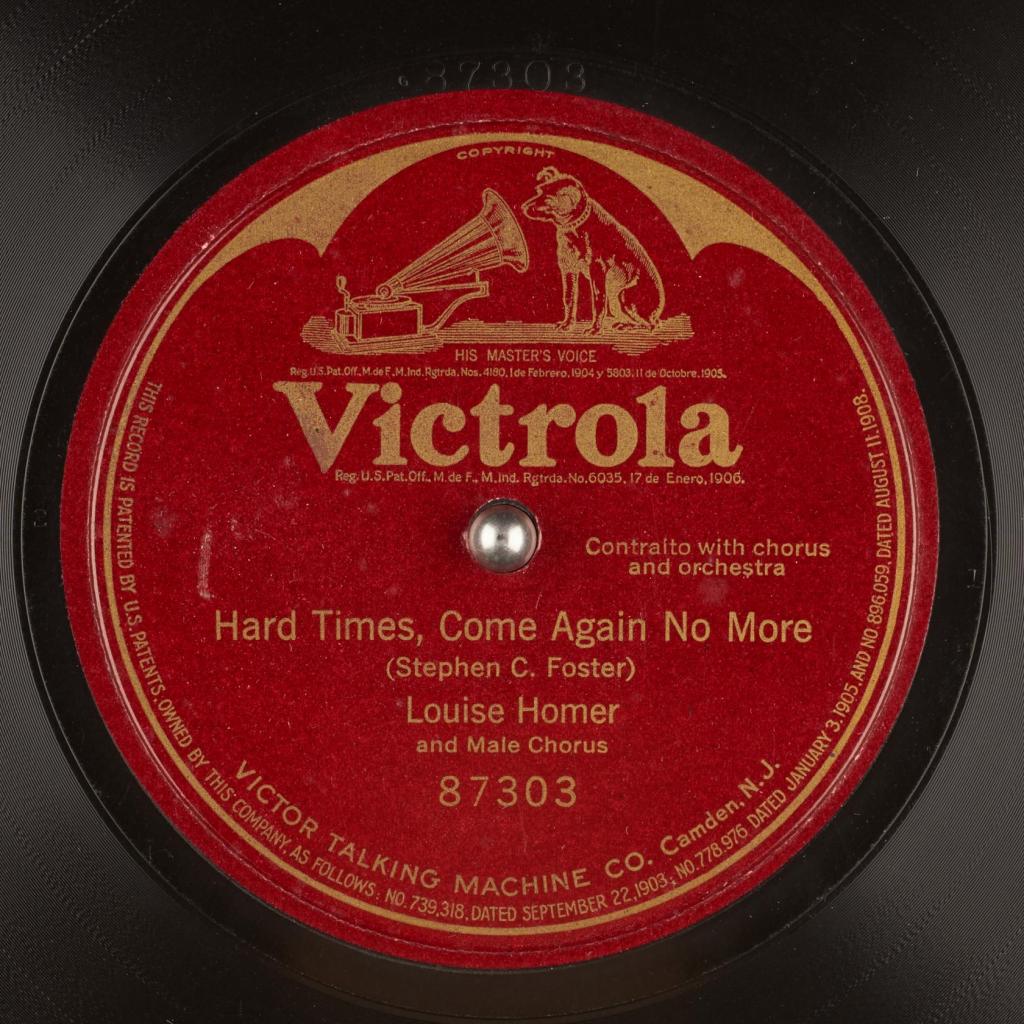 87303
COPYRIGHT
HIS MASTER'S VOICE
Reg.U.S.Pat.Off., M.de F., M.Ind. Rgtrda. Nos. 4180, 1 de Febrero, 1904 y 5803, 11 de Octubre, 1905.
Victrola
Reg. U.S. Pat. Off., M. de F., M. Ind. Rgtrda. No. 6035, 17 de Enero, 1906.
Contralto with chorus
and orchestra
Hard Times, Come Again No More
(Stephen C. Foster)
Louise Homer
and Male Chorus
87303
VICTOR TALKING MACHINE CO. Camden, N.J.
THIS RECORD IS PATENTED BY U.S. PATENTS, OWNED BY THIS COMPANY, AS FOLLOWS: NO. 739,318, DATED SEPTEMBER 22, 1903; NO. 778,976 DATED JANUARY 3, 1905, AND NO. 896,059, DATED AUGUST 11, 1908.